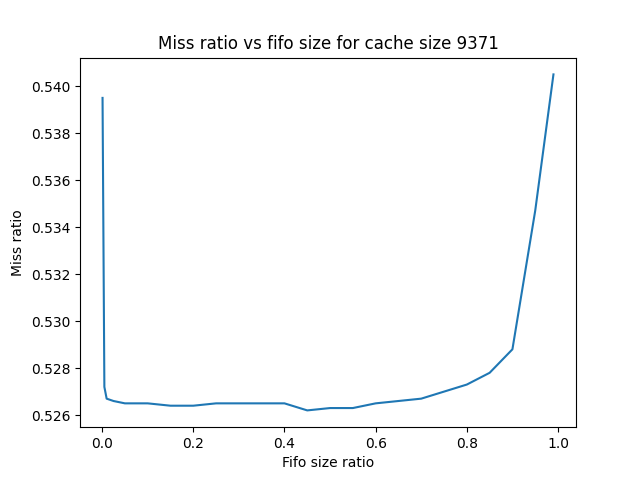 Miss ratio vs fifo size for cache size 9371
0.540
0.538
0.536
0.534
0.532
0.530
0.528
0.526
Miss ratio
0.0 0.2 0.4 0.6 0.8 1.0
Fifo size ratio